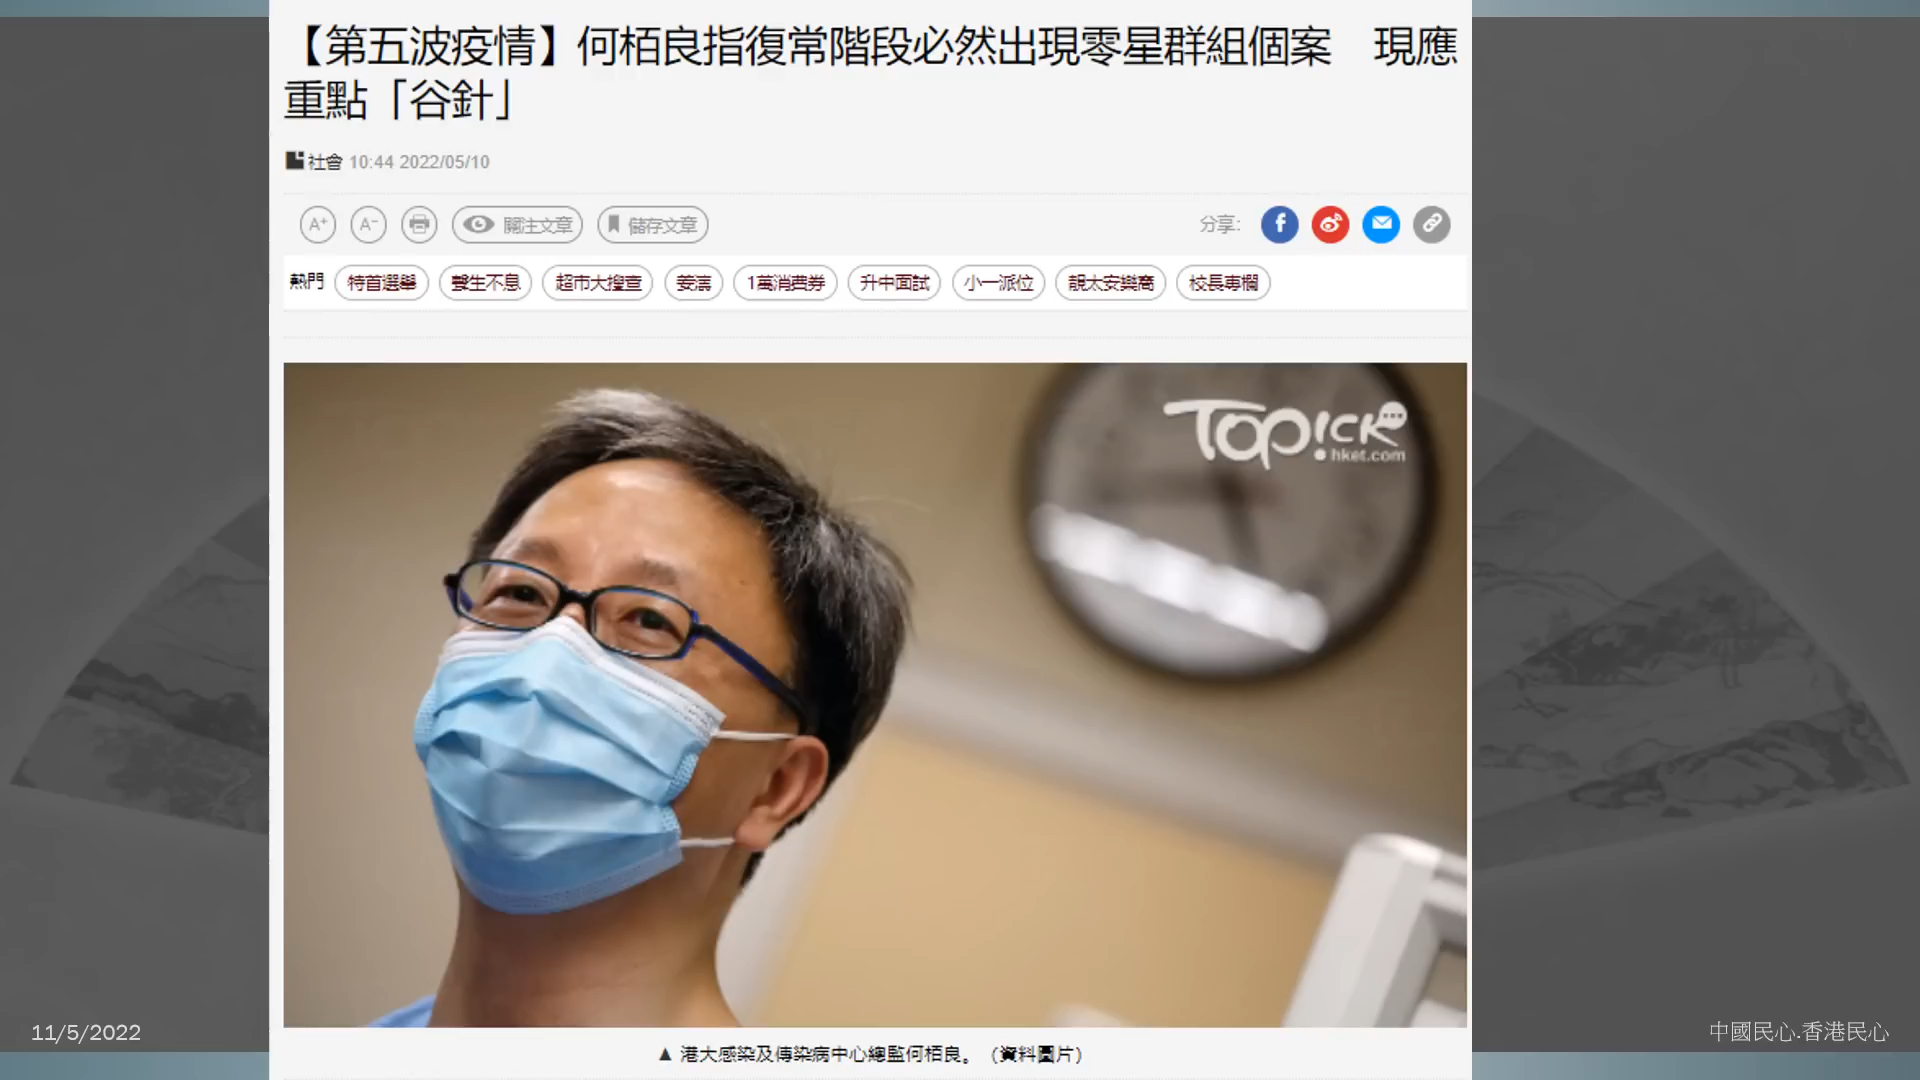 【第五波疫情】何栢良指復常階段必然出現零星群組個案　現應
重點「谷針」
社會 10:44 2022/05/10
A+ A- 關注文章 儲存文章 分享:
熱門 特首選舉 聲生不息 超市大搜查 姜濤 1萬消費券 升中面試 小一派位 靚太安樂窩 校長專欄
TOPick
hket.com
11/5/2022
中國民心.香港民心
▲ 港大感染及傳染病中心總監何栢良。（資料圖片）